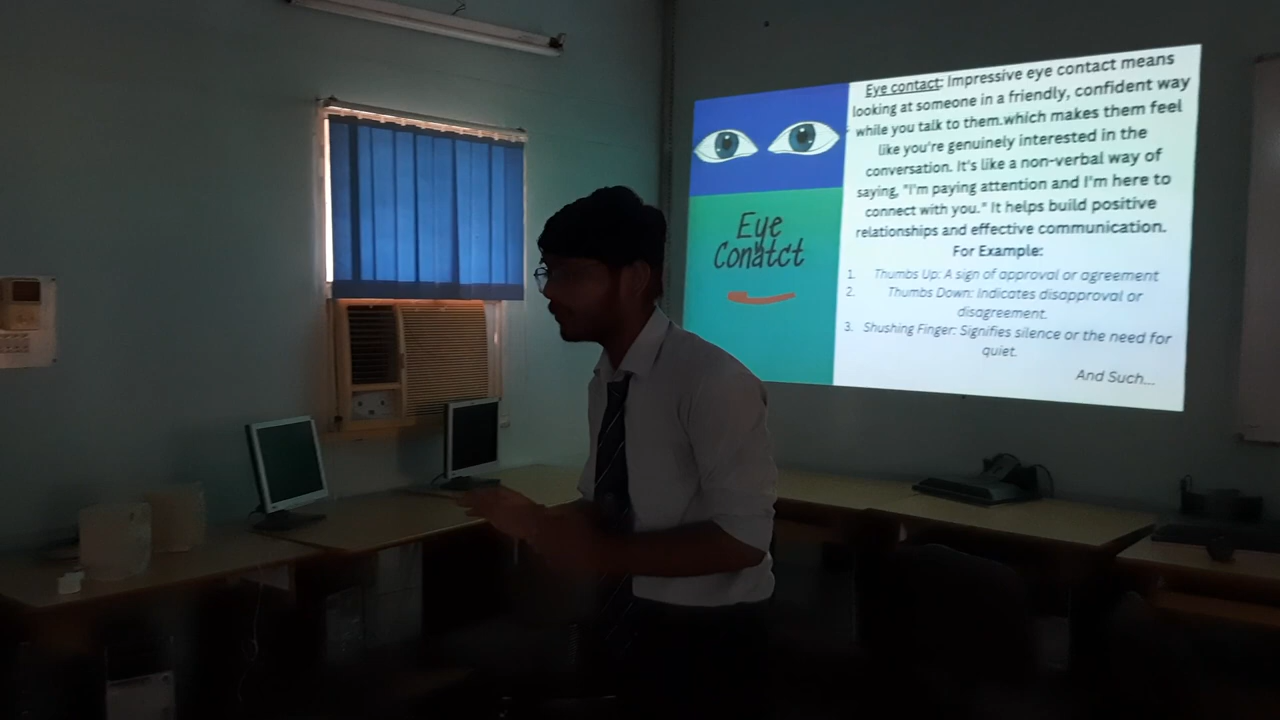 Eye
Conatct
Eye contact: Impressive eye contact means
looking at someone in a friendly, confident way
while you talk to them.which makes them feel
like you're genuinely interested in the
conversation. It's like a non-verbal way of
saying, "I'm paying attention and I'm here to
connect with you." It helps build positive
relationships and effective communication.
For Example:
1. Thumbs Up: A sign of approval or agreement
2. Thumbs Down: Indicates disapproval or
disagreement.
3. Shushing Finger: Signifies silence or the need for
quiet.
And Such...